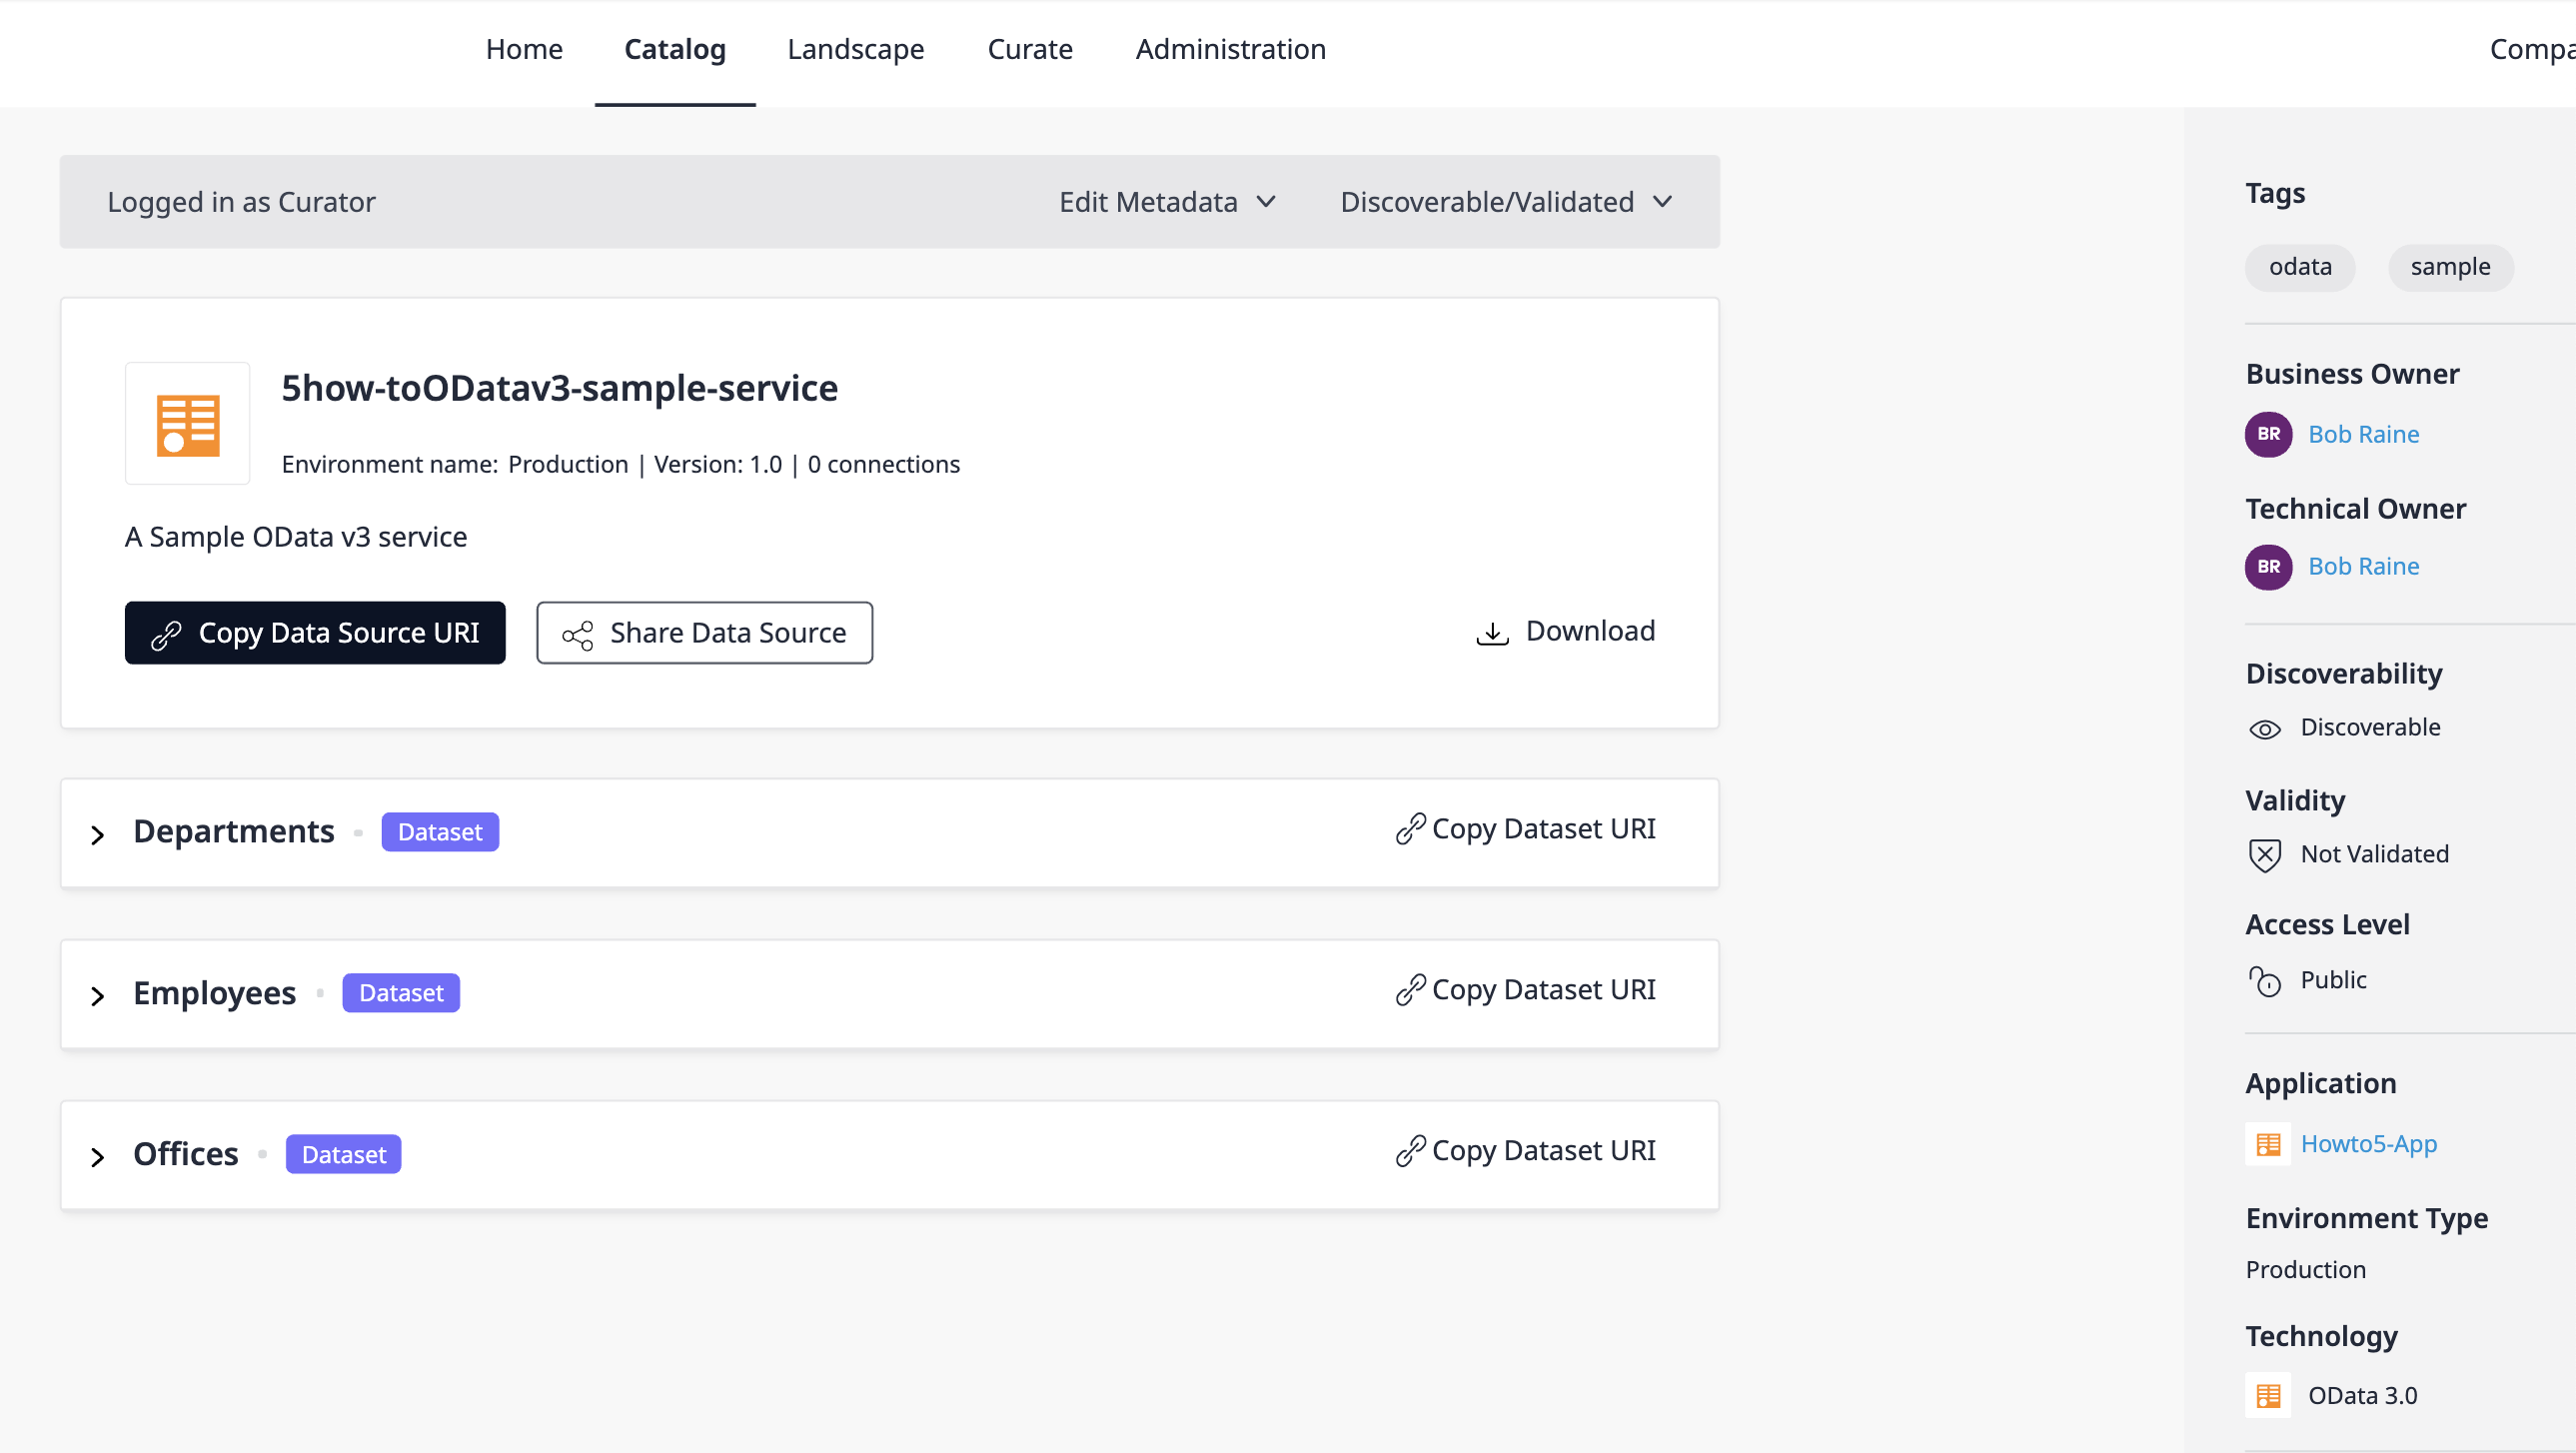 Home Catalog Landscape Curate Administration
Logged in as Curator Edit Metadata Discoverable/Validated
5how-toODatav3-sample-service
Environment name: Production | Version: 1.0 | 0 connections
A Sample OData v3 service
Copy Data Source URI Share Data Source Download
Departments Dataset Copy Dataset URI
Employees Dataset Copy Dataset URI
Offices Dataset Copy Dataset URI
Tags
odata sample
Business Owner
BR Bob Raine
Technical Owner
BR Bob Raine
Discoverability
Discoverable
Validity
Not Validated
Access Level
Public
Application
Howto5-App
Environment Type
Production
Technology
OData 3.0